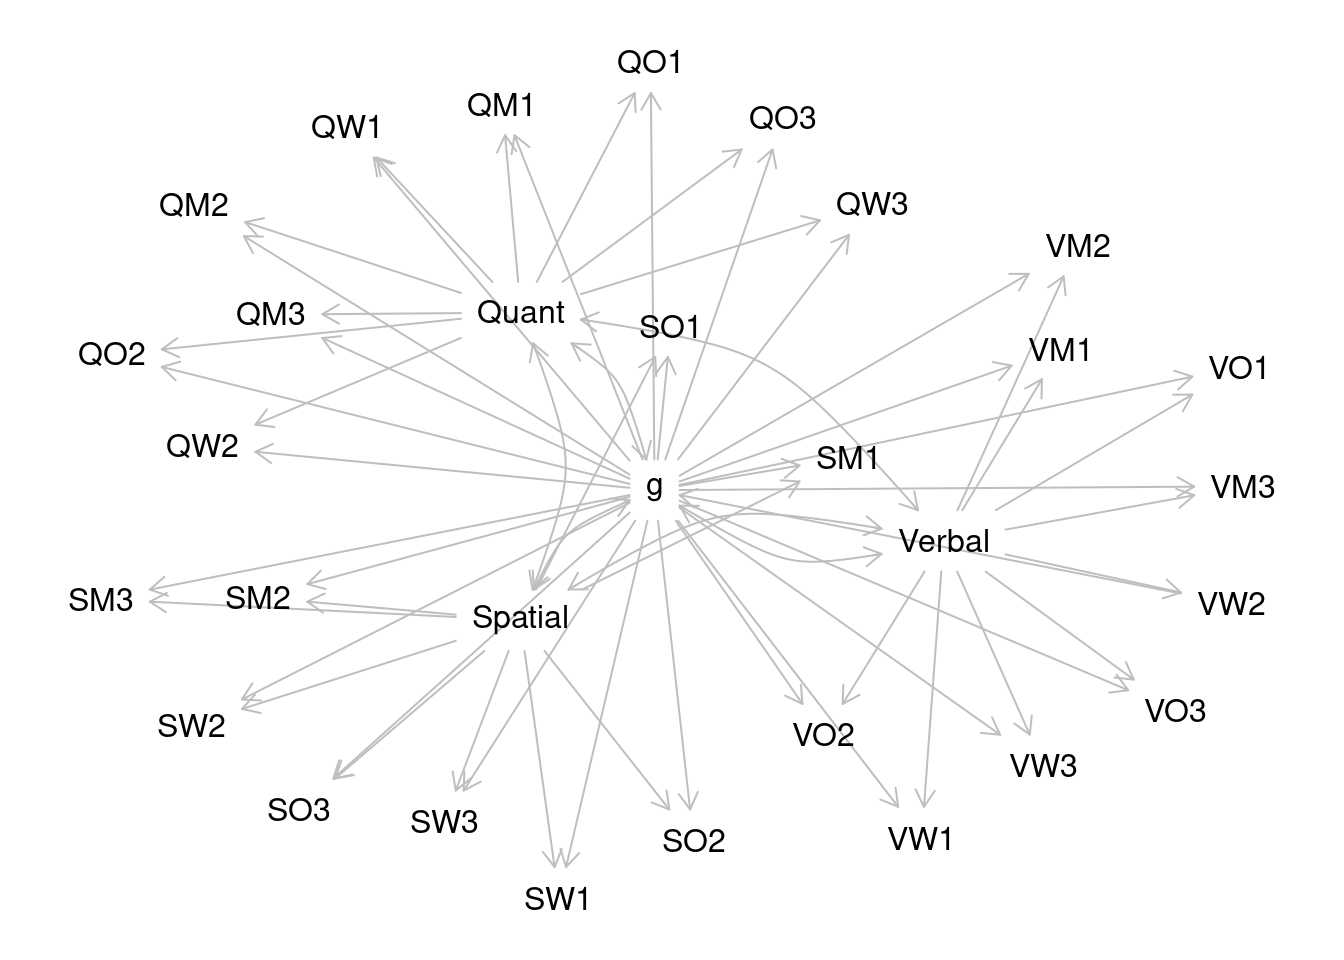 QO1
QM1
QO3
QW1
QM2
QW3
VM2
QM3
Quant
SO1
QO2
VM1
VO1
QW2
SM1
g
VM3
Verbal
SM3
SM2
Spatial
VW2
SW2
VO2
VO3
VW3
SO3
SW3
SO2
VW1
SW1